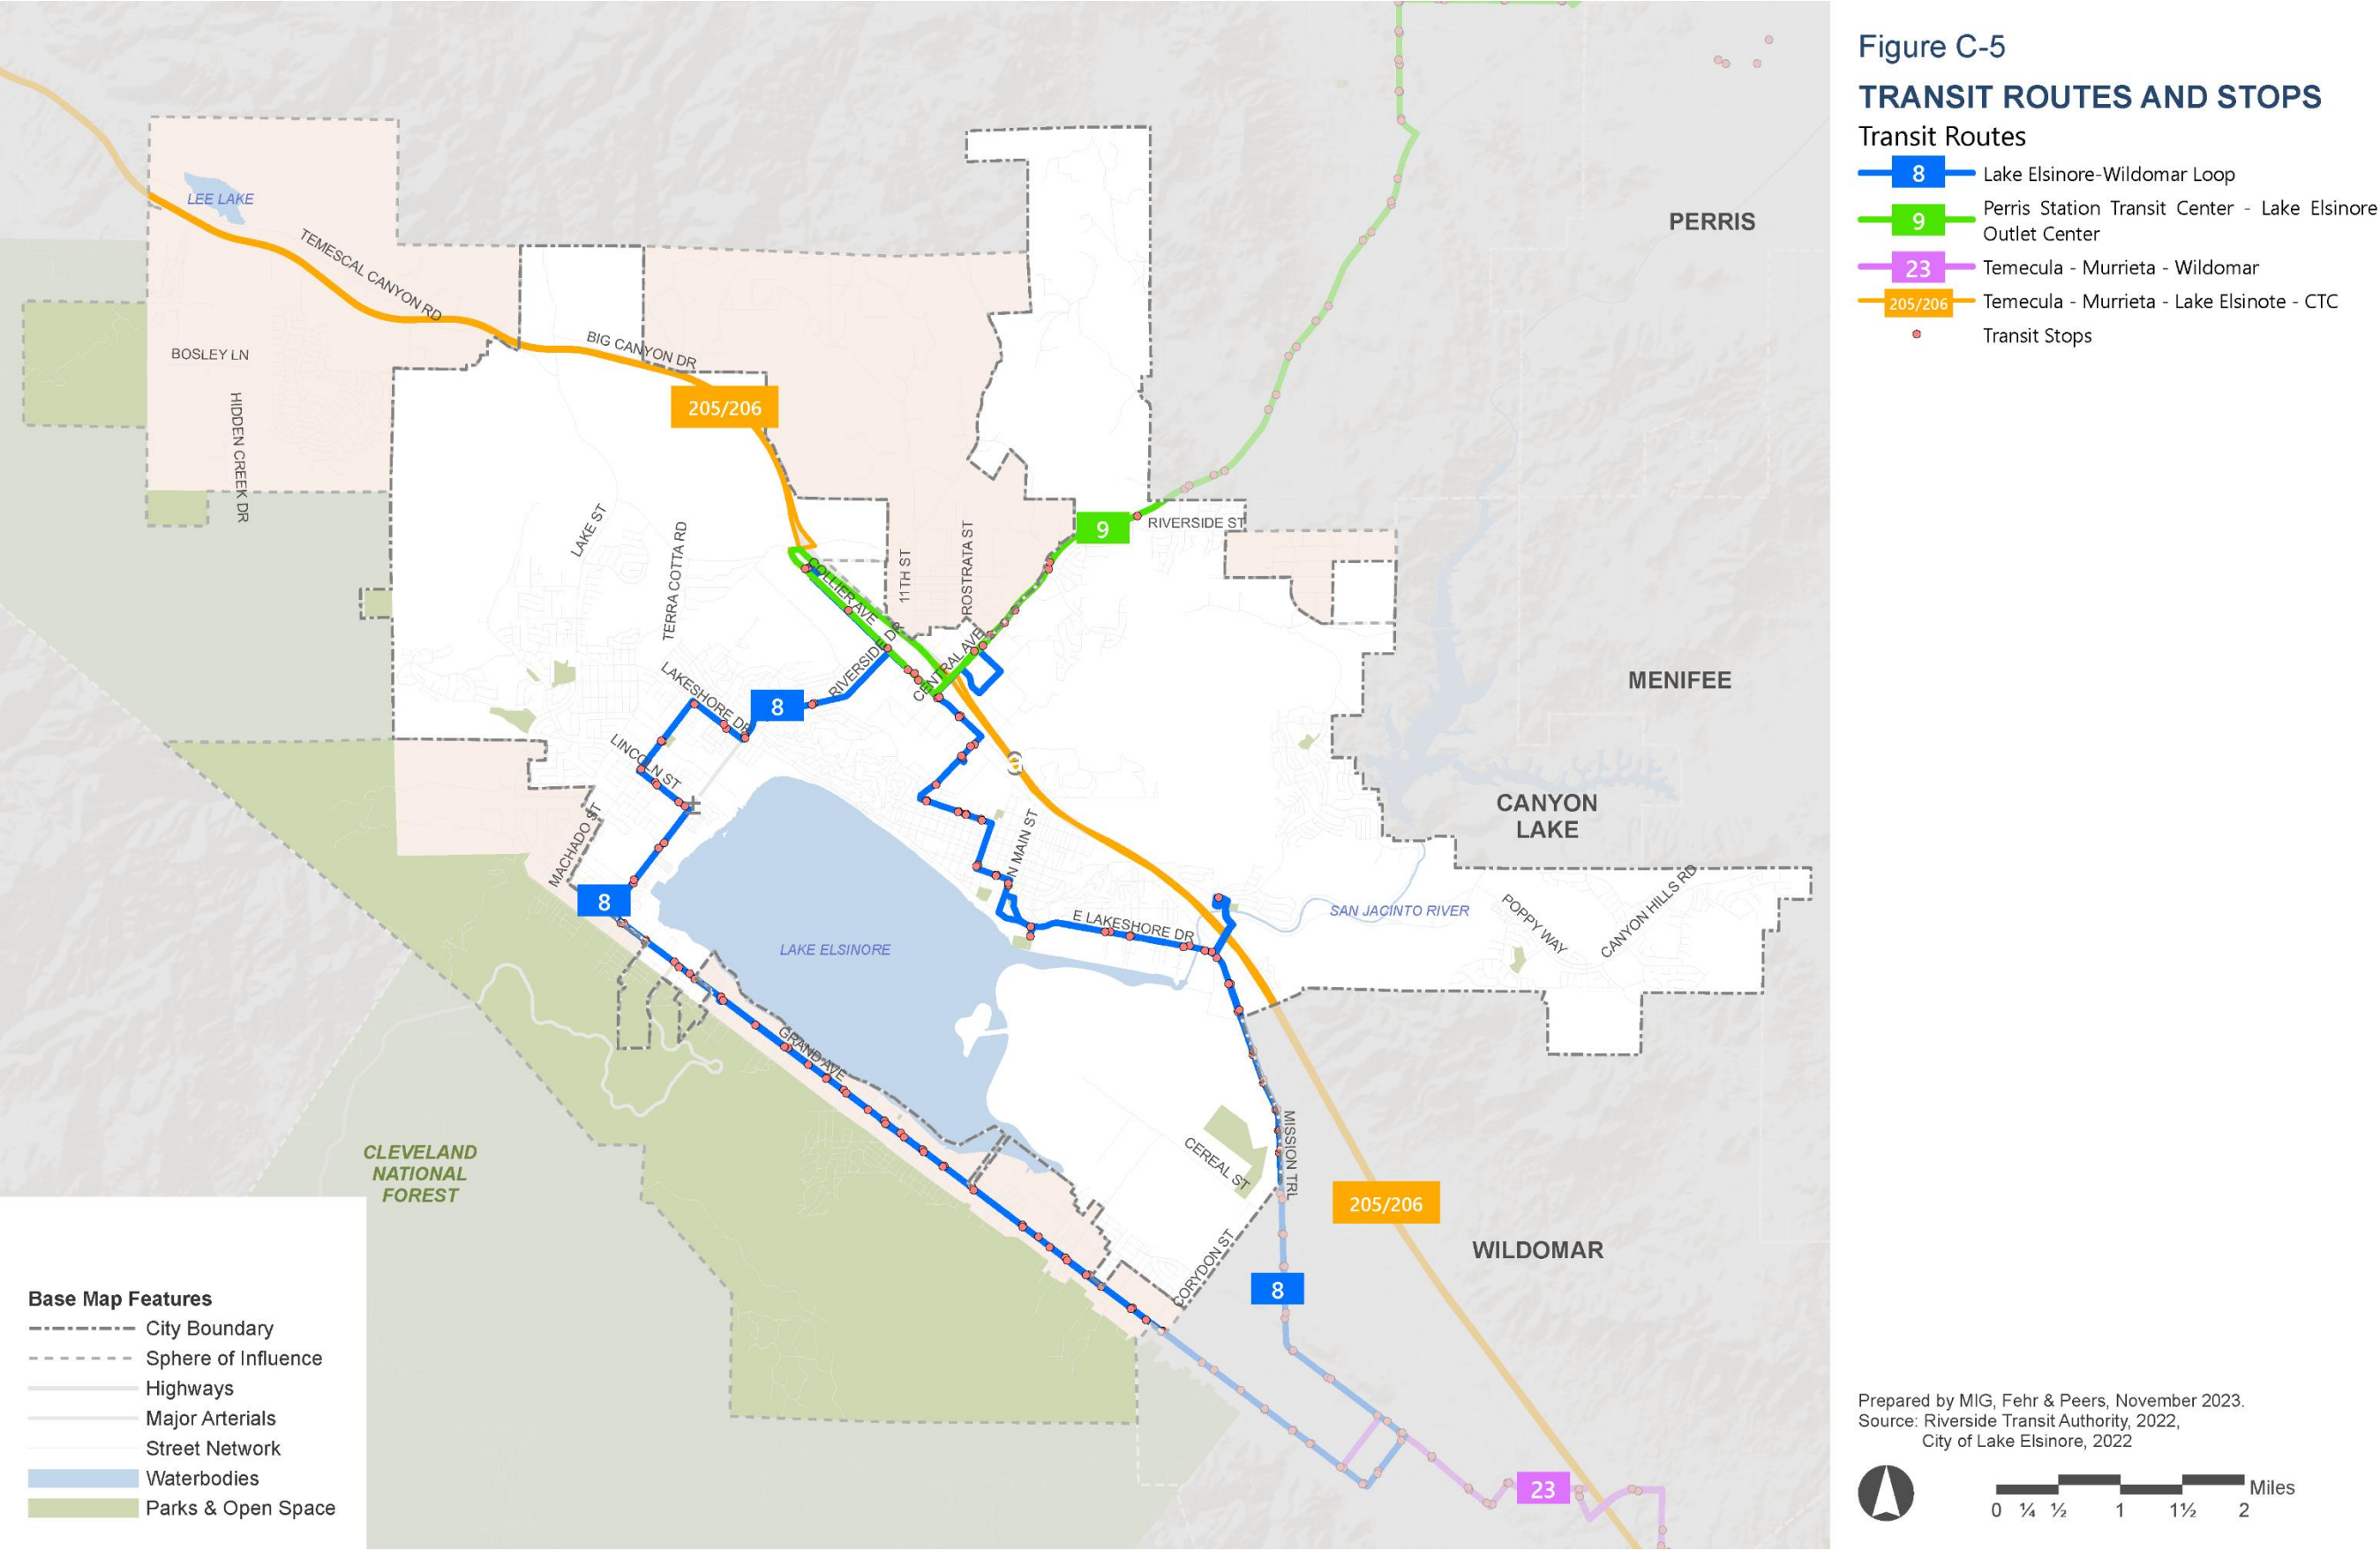 Figure C-5
TRANSIT ROUTES AND STOPS
Transit Routes
8 Lake Elsinore-Wildomar Loop
9 Perris Station Transit Center - Lake Elsinore
Outlet Center
23 Temecula - Murrieta - Wildomar
205/206 Temecula - Murrieta - Lake Elsinote - CTC
Transit Stops
PERRIS
LEE LAKE
TEMESCAL CANYON RD
BIG CANYON DR
BOSLEY LN
HIDDEN CREEK DR
205/206
LAKE ST
TERRA COTTA RD
11TH ST
ROSTRATA ST
9
RIVERSIDE ST
COLLIER AVE
RIVERSIDE DR
CENTRAL AVE
LAKESHORE DR
8
LINCOLN ST
MENIFEE
MACHADO ST
N MAIN ST
CANYON
LAKE
8
E LAKESHORE DR
SAN JACINTO RIVER
POPPY WAY
CANYON HILLS RD
LAKE ELSINORE
GRAND AVE
CLEVELAND
NATIONAL
FOREST
CEREAL ST
MISSION TRL
205/206
CORYDON ST
WILDOMAR
8
23
Base Map Features
City Boundary
Sphere of Influence
Highways
Major Arterials
Street Network
Waterbodies
Parks & Open Space
Prepared by MIG, Fehr & Peers, November 2023.
Source: Riverside Transit Authority, 2022,
City of Lake Elsinore, 2022
Miles
0 ¼ ½ 1 1½ 2